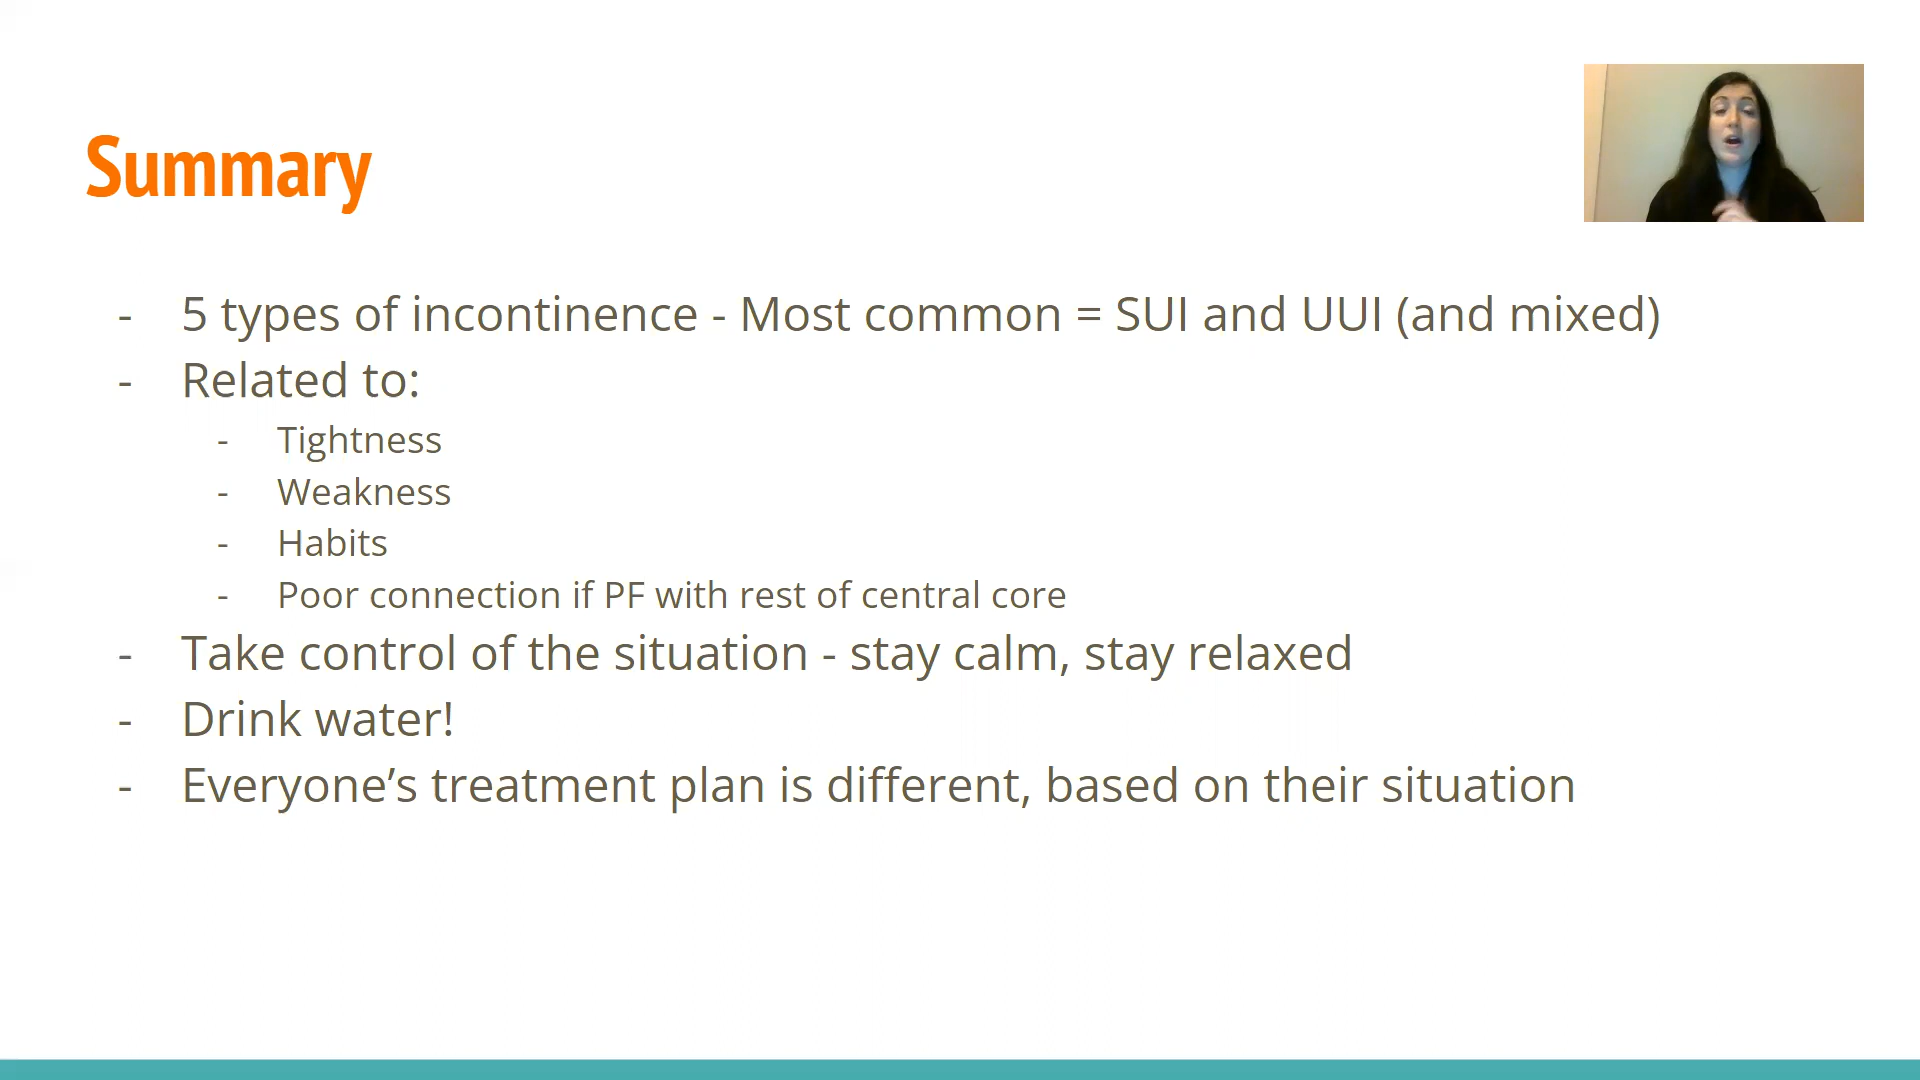 Summary
- 5 types of incontinence - Most common = SUI and UUI (and mixed)
- Related to:
- Tightness
- Weakness
- Habits
- Poor connection if PF with rest of central core
- Take control of the situation - stay calm, stay relaxed
- Drink water!
- Everyone’s treatment plan is different, based on their situation